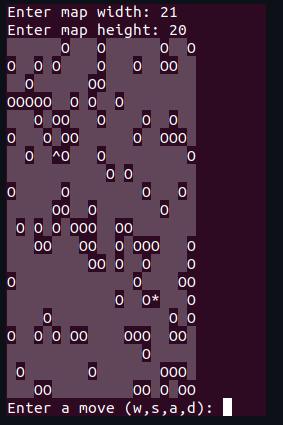 Enter map width: 21
Enter map height: 20
      O   O      O  O
O  O O    O   O  OO
  O      OO
OOOOO  O O  O
   O OO   O    O  O
O   O OO      O  OOO
  O  ^O   O         O
           O O
O     O        O   O
     OO  O       O
 O O O OOO  OO
   OO   OO  O OOO   O
         OO O  O    O
O             O    OO
            O  O*   O
    O             O O
O  O O OO    OOO  OO
               O
 O       O       OOO
   OO         OO O OO
Enter a move (w,s,a,d):